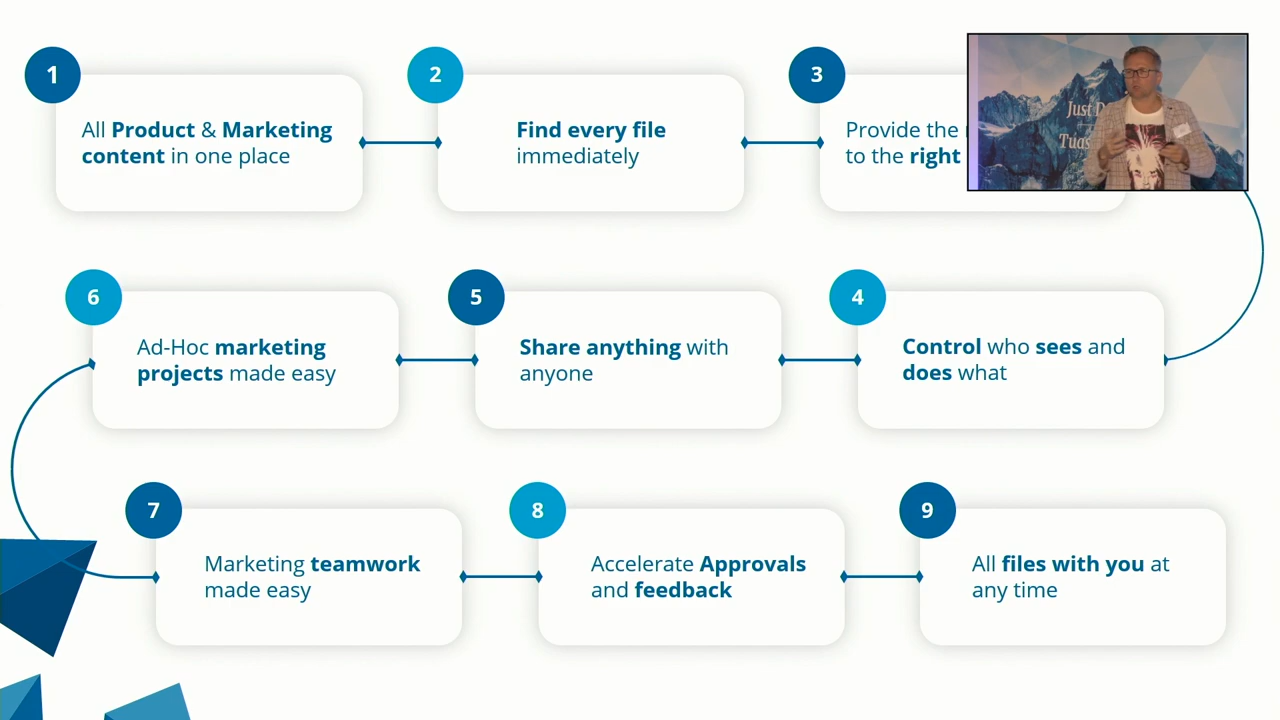 1
All Product & Marketing
content in one place
2
Find every file
immediately
3
Provide the
to the right
Just
6
Ad-Hoc marketing
projects made easy
5
Share anything with
anyone
4
Control who sees and
does what
7
Marketing teamwork
made easy
8
Accelerate Approvals
and feedback
9
All files with you at
any time